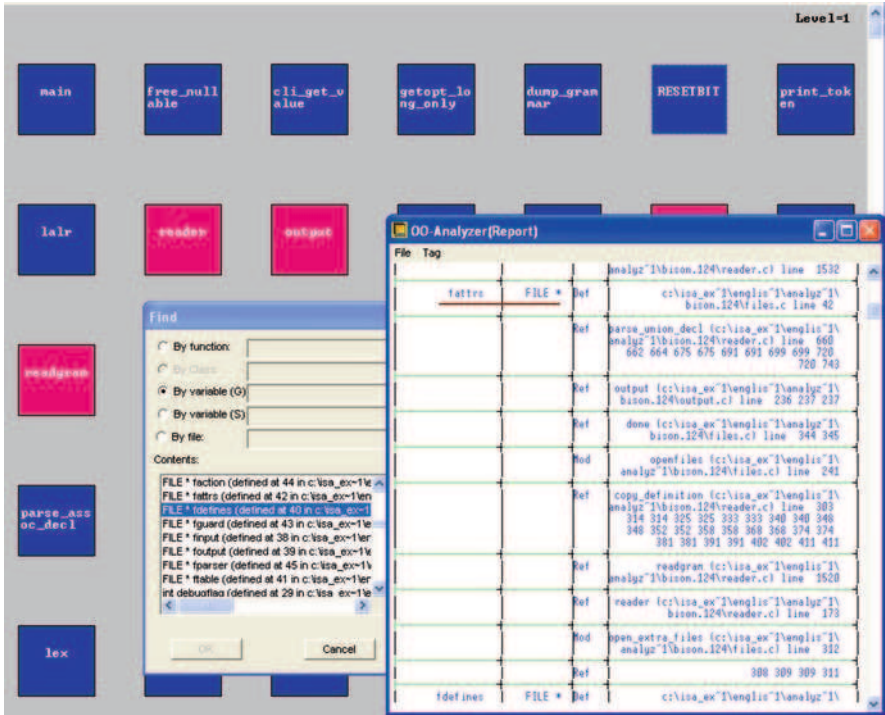 Level=1
main
free_null
able
cli_get_v
alue
getopt_lo
ng_only
dump_gram
mar
RESETBIT
print_tok
en
lalr
reader
output
readgram
parse_ass
oc_decl
lex
Find
By function:
By Class:
By variable (G)
By variable (S)
By file:
Contents:
FILE * faction (defined at 44 in c:\isa_ex~1\e
FILE * fattrs (defined at 42 in c:\isa_ex~1\en
FILE * fdefines (defined at 40 in c:\isa_ex~1
FILE * fguard (defined at 43 in c:\isa_ex~1\e
FILE * finput (defined at 38 in c:\isa_ex~1\en
FILE * foutput (defined at 39 in c:\isa_ex~1\e
FILE * fparser (defined at 45 in c:\isa_ex~1\
FILE * ftable (defined at 41 in c:\isa_ex~1\er
int debugflag (defined at 29 in c:\isa_ex~1\e
OK
Cancel
OO-Analyzer(Report)
File Tag
analyz~1\bison.124\reader.c) line 1532
fattrs FILE * Def c:\isa_ex~1\englis~1\analyz~1\
bison.124\files.c line 42
Ref parse_union_decl (c:\isa_ex~1\englis~1\
analyz~1\bison.124\reader.c) line 660
662 664 675 675 691 691 699 699 720
720 743
Ref output (c:\isa_ex~1\englis~1\analyz~1\
bison.124\output.c) line 236 237 237
Ref done (c:\isa_ex~1\englis~1\analyz~1\
bison.124\files.c) line 344 345
Mod openfiles (c:\isa_ex~1\englis~1\
analyz~1\bison.124\files.c) line 241
Ref copy_definition (c:\isa_ex~1\englis~1\
analyz~1\bison.124\reader.c) line 303
314 314 325 325 333 333 340 340 348
348 352 352 358 358 368 368 374 374
381 381 391 391 402 402 411 411
Ref readgram (c:\isa_ex~1\englis~1\
analyz~1\bison.124\reader.c) line 1520
Ref reader (c:\isa_ex~1\englis~1\analyz~1\
bison.124\reader.c) line 173
Mod open_extra_files (c:\isa_ex~1\englis~1\
analyz~1\bison.124\files.c) line 312
Ref 308 309 309 311
fdefines FILE * Def c:\isa_ex~1\englis~1\analyz~1\